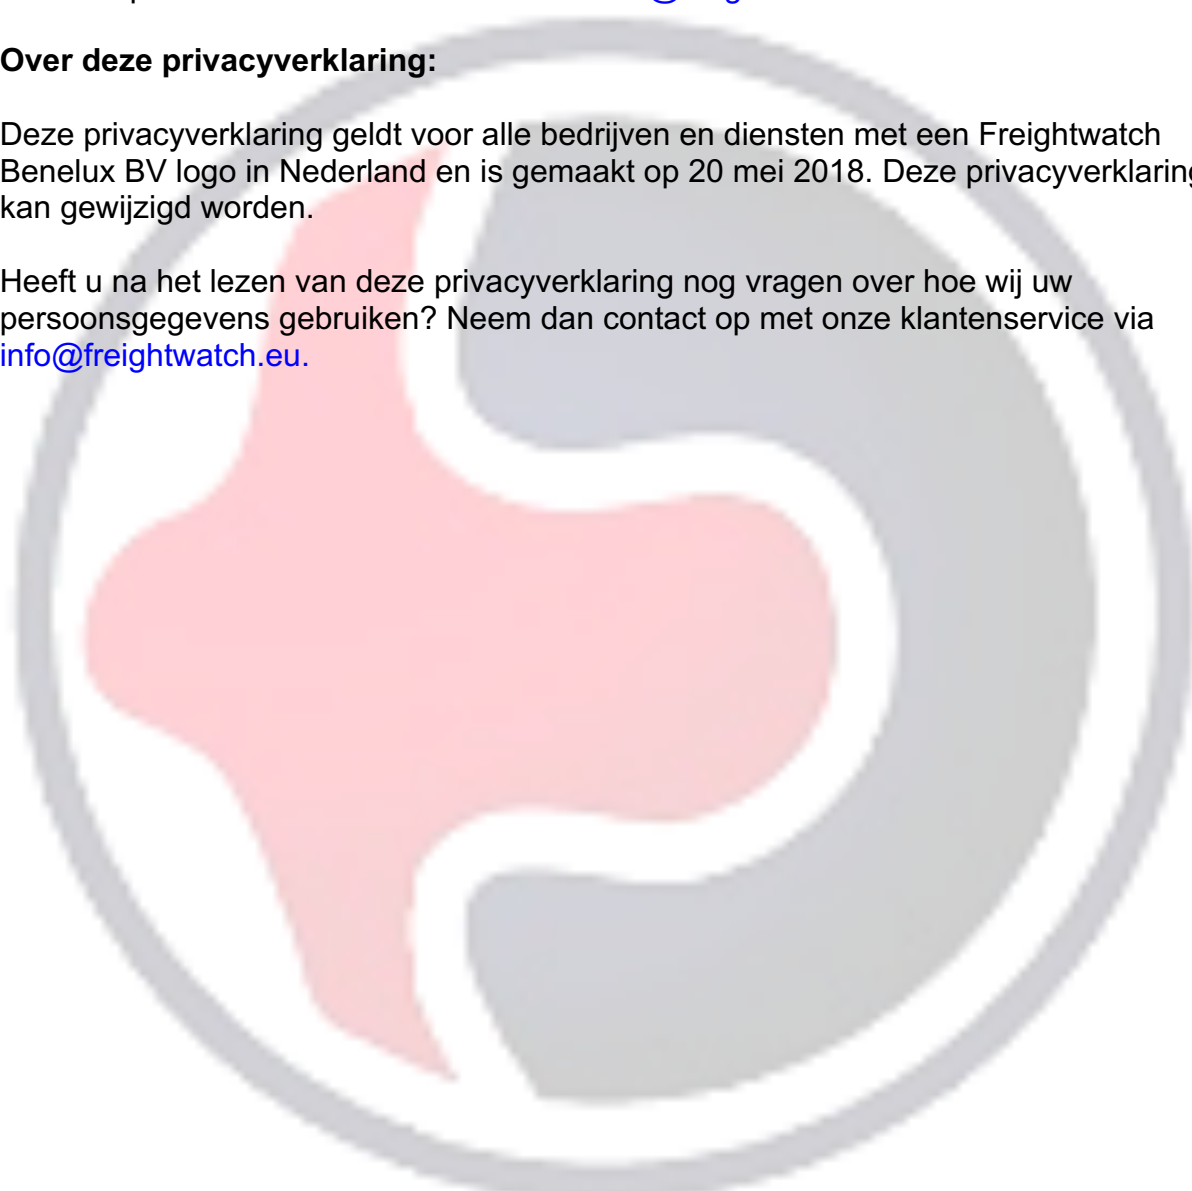 Over deze privacyverklaring:
Deze privacyverklaring geldt voor alle bedrijven en diensten met een Freightwatch
Benelux BV logo in Nederland en is gemaakt op 20 mei 2018. Deze privacyverklaring
kan gewijzigd worden.
Heeft u na het lezen van deze privacyverklaring nog vragen over hoe wij uw
persoonsgegevens gebruiken? Neem dan contact op met onze klantenservice via
info@freightwatch.eu.